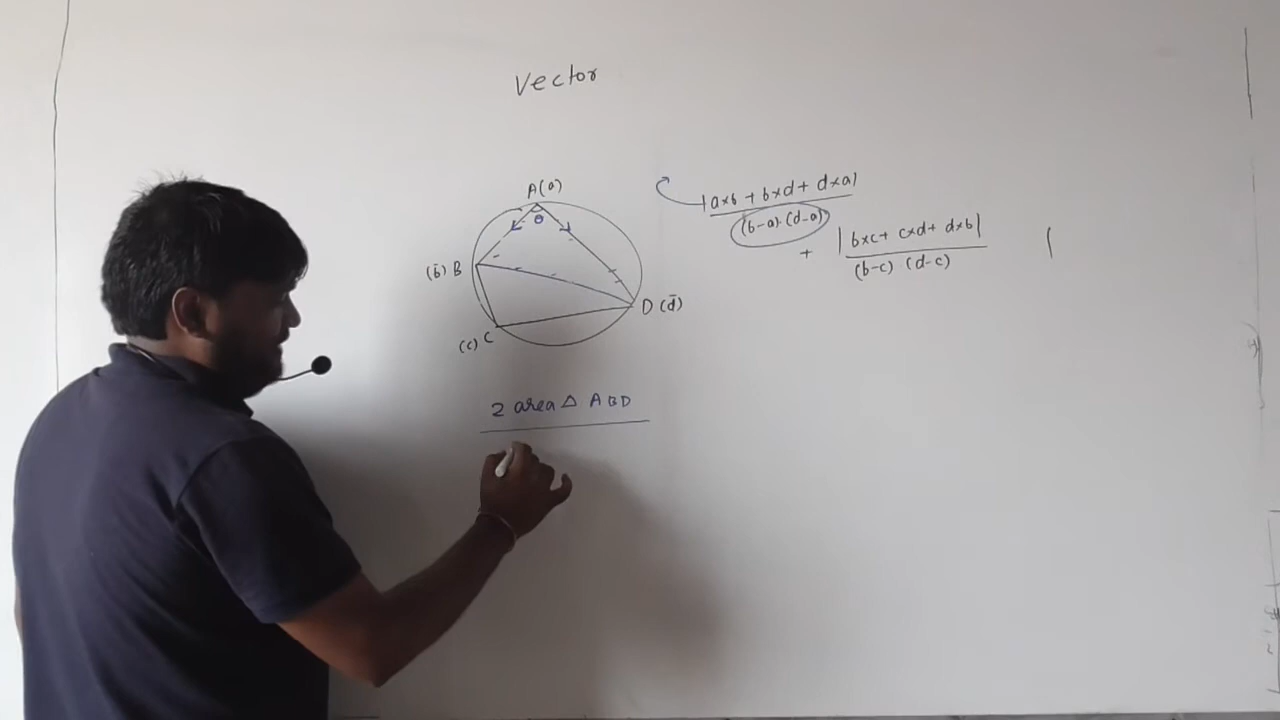 Vector
A(a)
θ
(b̄) B
(c) C
D (d̄)
|a×b + b×d + d×a|
(b-a)·(d-a)
+
|b×c + c×d + d×b|
(b-c) (d-c)
2 area △ ABD